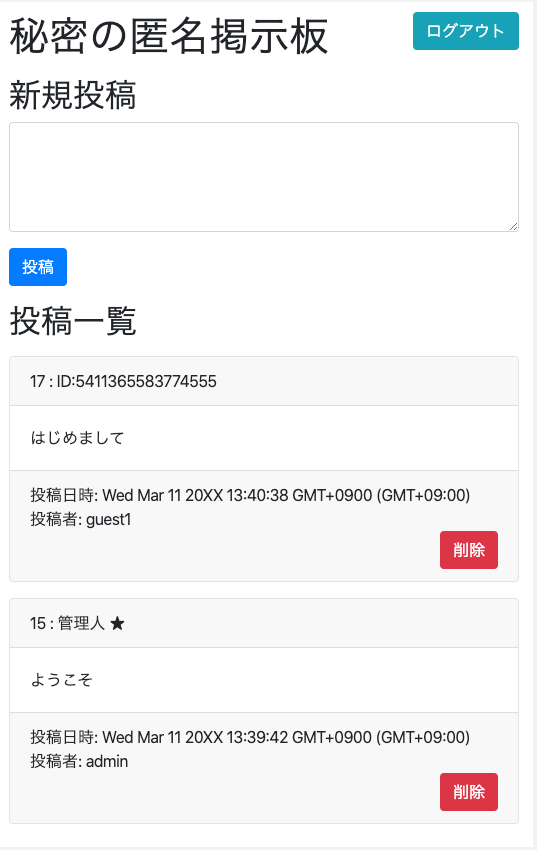 秘密の匿名掲示板
ログアウト
新規投稿
投稿
投稿一覧
17 : ID:5411365583774555
はじめまして
投稿日時: Wed Mar 11 20XX 13:40:38 GMT+0900 (GMT+09:00)
投稿者: guest1
削除
15 : 管理人 ★
ようこそ
投稿日時: Wed Mar 11 20XX 13:39:42 GMT+0900 (GMT+09:00)
投稿者: admin
削除